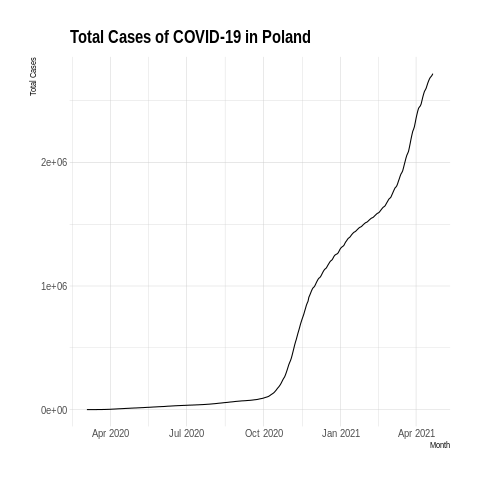 Total Cases of COVID-19 in Poland
Total Cases
2e+06
1e+06
0e+00
Apr 2020 Jul 2020 Oct 2020 Jan 2021 Apr 2021
Month